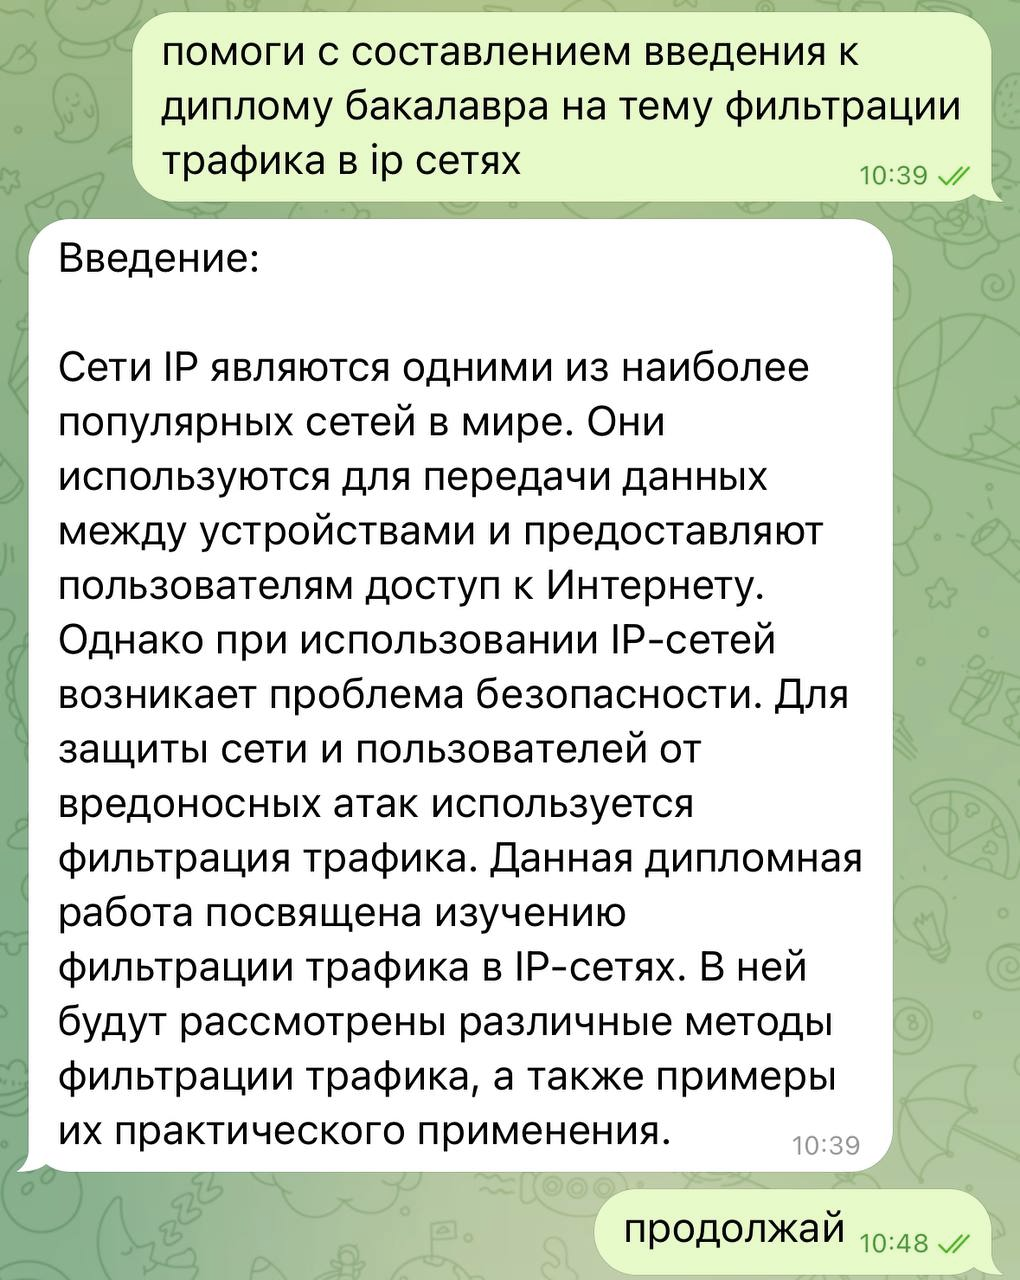 помоги с составлением введения к
диплому бакалавра на тему фильтрации
трафика в ip сетях
10:39
Введение:
Сети IP являются одними из наиболее
популярных сетей в мире. Они
используются для передачи данных
между устройствами и предоставляют
пользователям доступ к Интернету.
Однако при использовании IP-сетей
возникает проблема безопасности. Для
защиты сети и пользователей от
вредоносных атак используется
фильтрация трафика. Данная дипломная
работа посвящена изучению
фильтрации трафика в IP-сетях. В ней
будут рассмотрены различные методы
фильтрации трафика, а также примеры
их практического применения.
10:39
продолжай
10:48